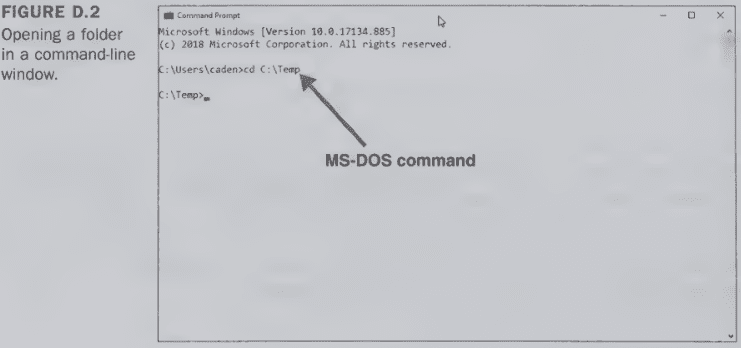 FIGURE D.2
Opening a folder
in a command-line
window.
Command Prompt
Microsoft Windows [Version 10.0.17134.885]
(c) 2018 Microsoft Corporation. All rights reserved.
C:\Users\caden>cd C:\Temp
C:\Temp>_
MS-DOS command